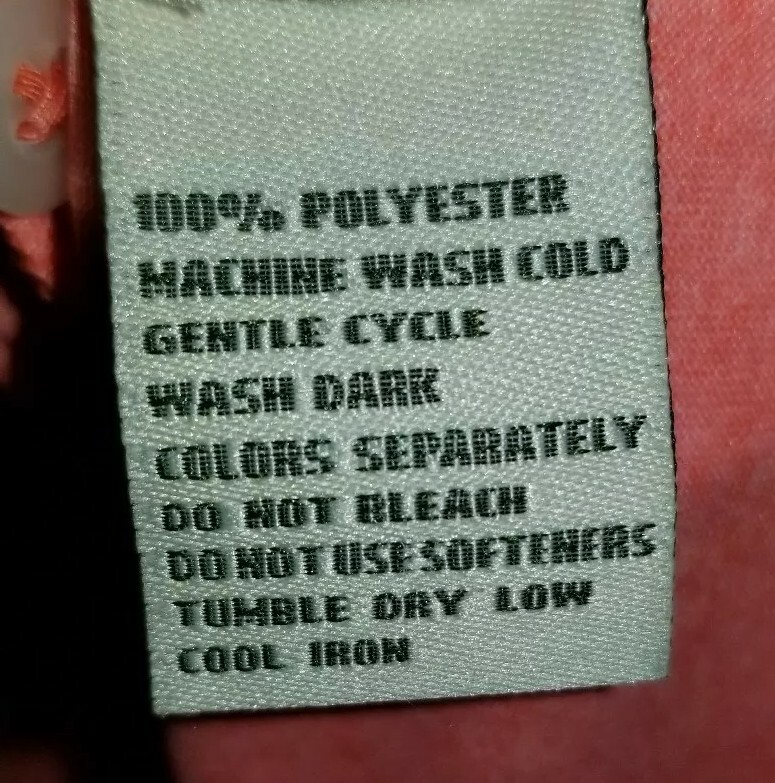 100% POLYESTER
MACHINE WASH COLD
GENTLE CYCLE
WASH DARK
COLORS SEPARATELY
DO NOT BLEACH
DO NOT USE SOFTENERS
TUMBLE DRY LOW
COOL IRON